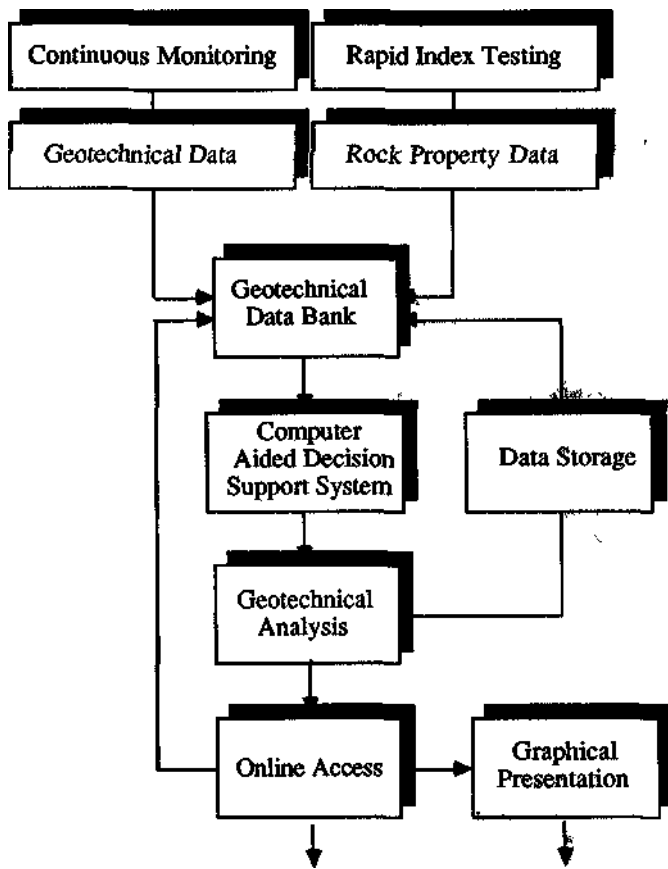 Continuous Monitoring
Rapid Index Testing
Geotechnical Data
Rock Property Data
Geotechnical
Data Bank
Computer
Aided Decision
Support System
Data Storage
Geotechnical
Analysis
Online Access
Graphical
Presentation